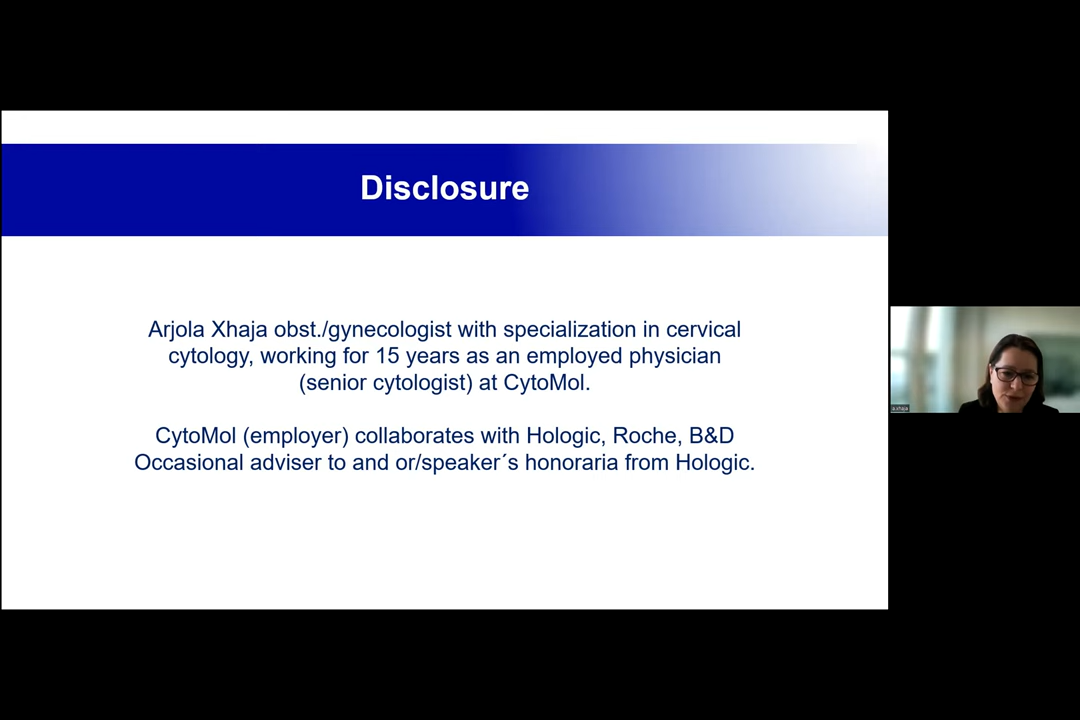 Disclosure
Arjola Xhaja obst./gynecologist with specialization in cervical
cytology, working for 15 years as an employed physician
(senior cytologist) at CytoMol.
CytoMol (employer) collaborates with Hologic, Roche, B&D
Occasional adviser to and or/speaker´s honoraria from Hologic.
a.xhaja